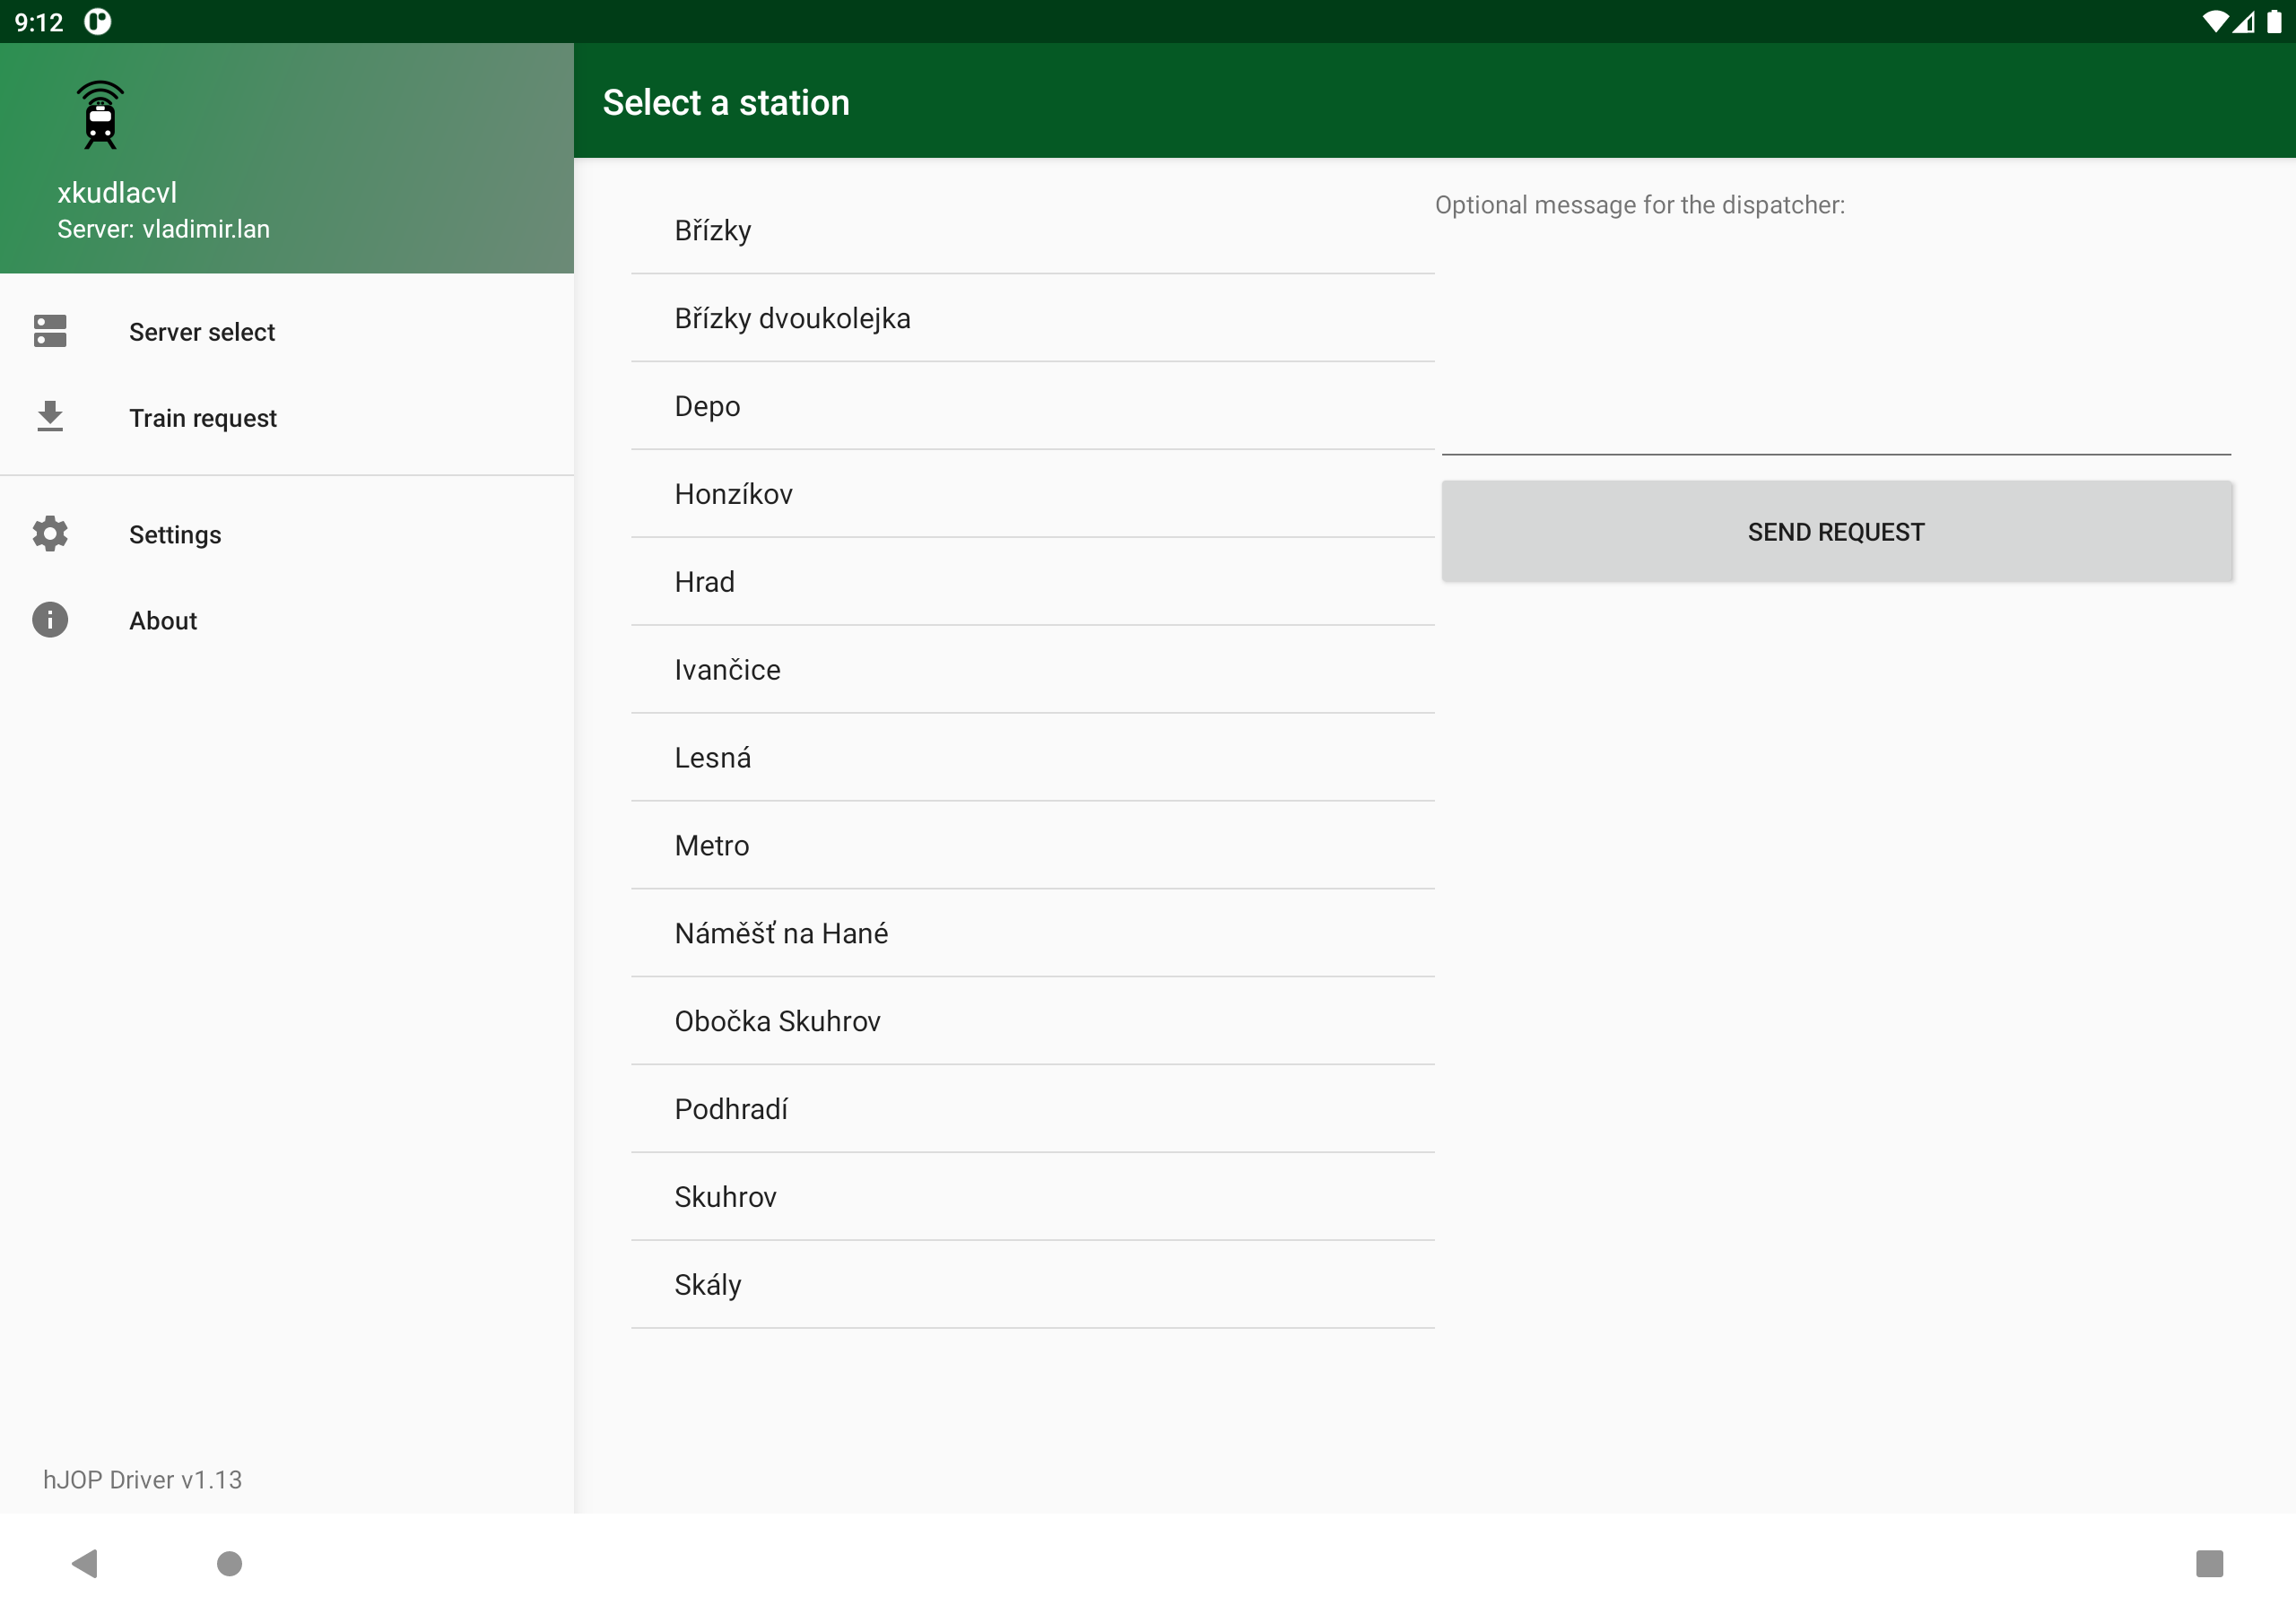 9:12
xkudlacvl
Server: vladimir.lan
Server select
Train request
Settings
About
hJOP Driver v1.13
Select a station
Břízky
Břízky dvoukolejka
Depo
Honzíkov
Hrad
Ivančice
Lesná
Metro
Náměšť na Hané
Obočka Skuhrov
Podhradí
Skuhrov
Skály
Optional message for the dispatcher:
SEND REQUEST